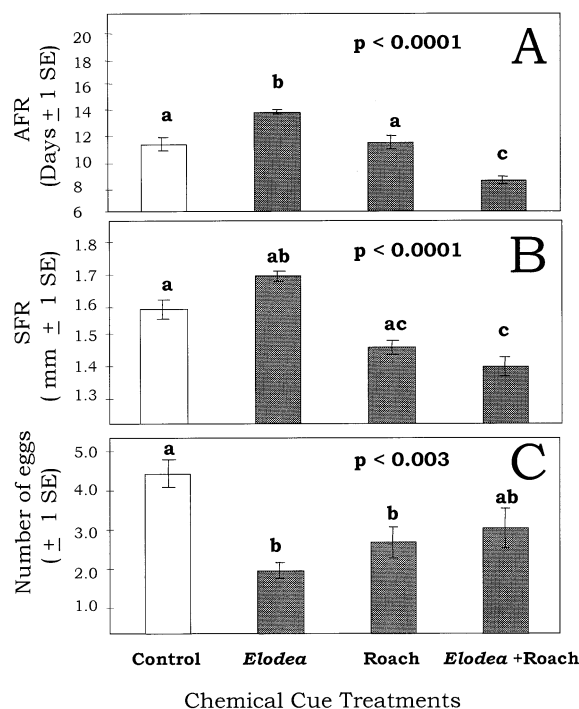 AFR
(Days ± 1 SE)
20
18
16
14
12
10
8
6
p < 0.0001
A
a
b
a
c
SFR
( mm ± 1 SE)
1.8
1.7
1.6
1.5
1.4
1.3
p < 0.0001
B
a
ab
ac
c
Number of eggs
( ± 1 SE)
5.0
4.0
3.0
2.0
1.0
p < 0.003
C
a
b
b
ab
Control
Elodea
Roach
Elodea +Roach
Chemical Cue Treatments